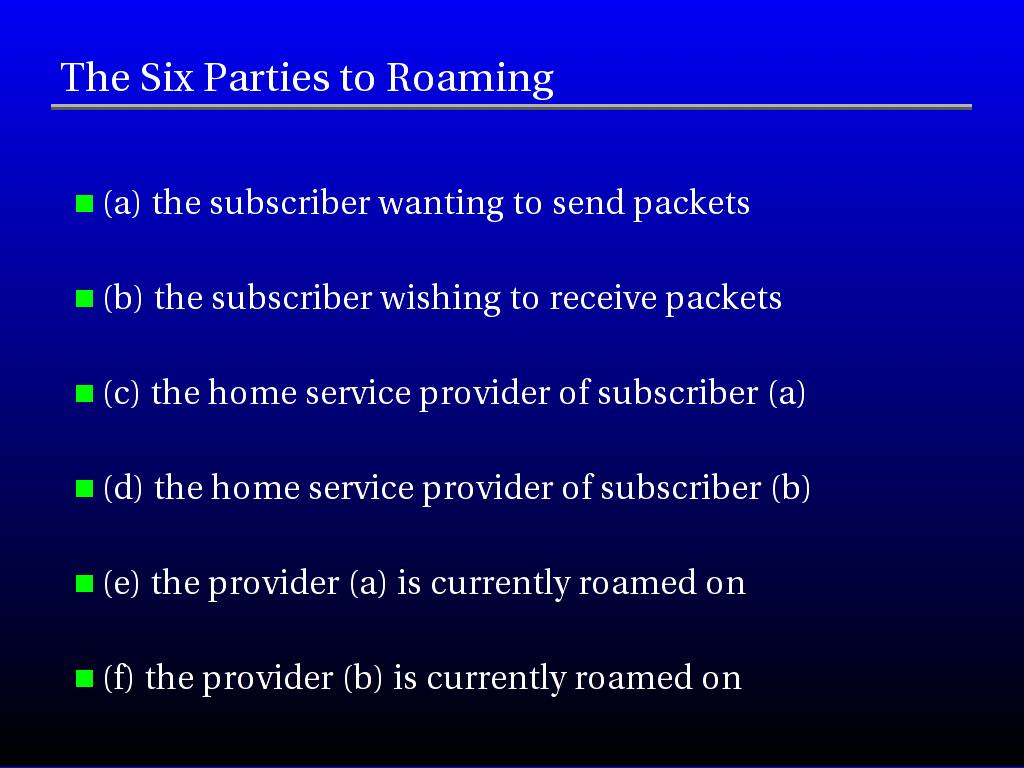 The Six Parties to Roaming
(a) the subscriber wanting to send packets
(b) the subscriber wishing to receive packets
(c) the home service provider of subscriber (a)
(d) the home service provider of subscriber (b)
(e) the provider (a) is currently roamed on
(f) the provider (b) is currently roamed on